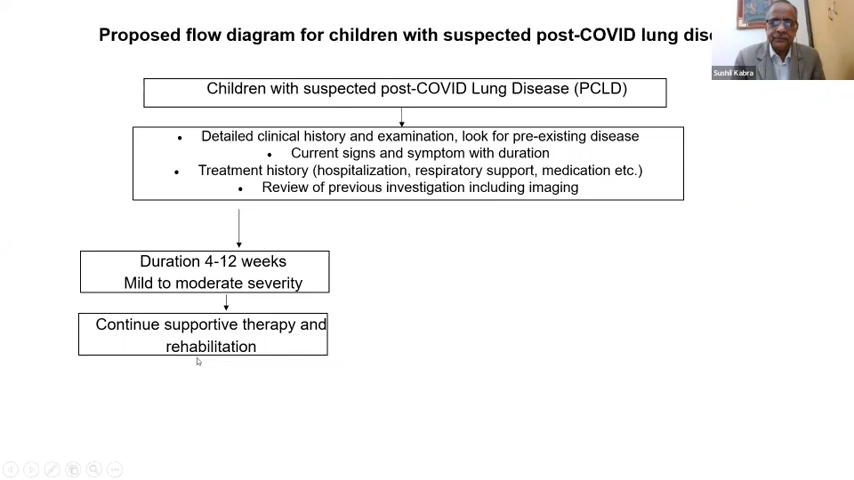 Proposed flow diagram for children with suspected post-COVID lung
Sushil Kabra
Children with suspected post-COVID Lung Disease (PCLD)
• Detailed clinical history and examination, look for pre-existing disease
• Current signs and symptom with duration
• Treatment history (hospitalization, respiratory support, medication etc.)
• Review of previous investigation including imaging
Duration 4-12 weeks
Mild to moderate severity
Continue supportive therapy and
rehabilitation